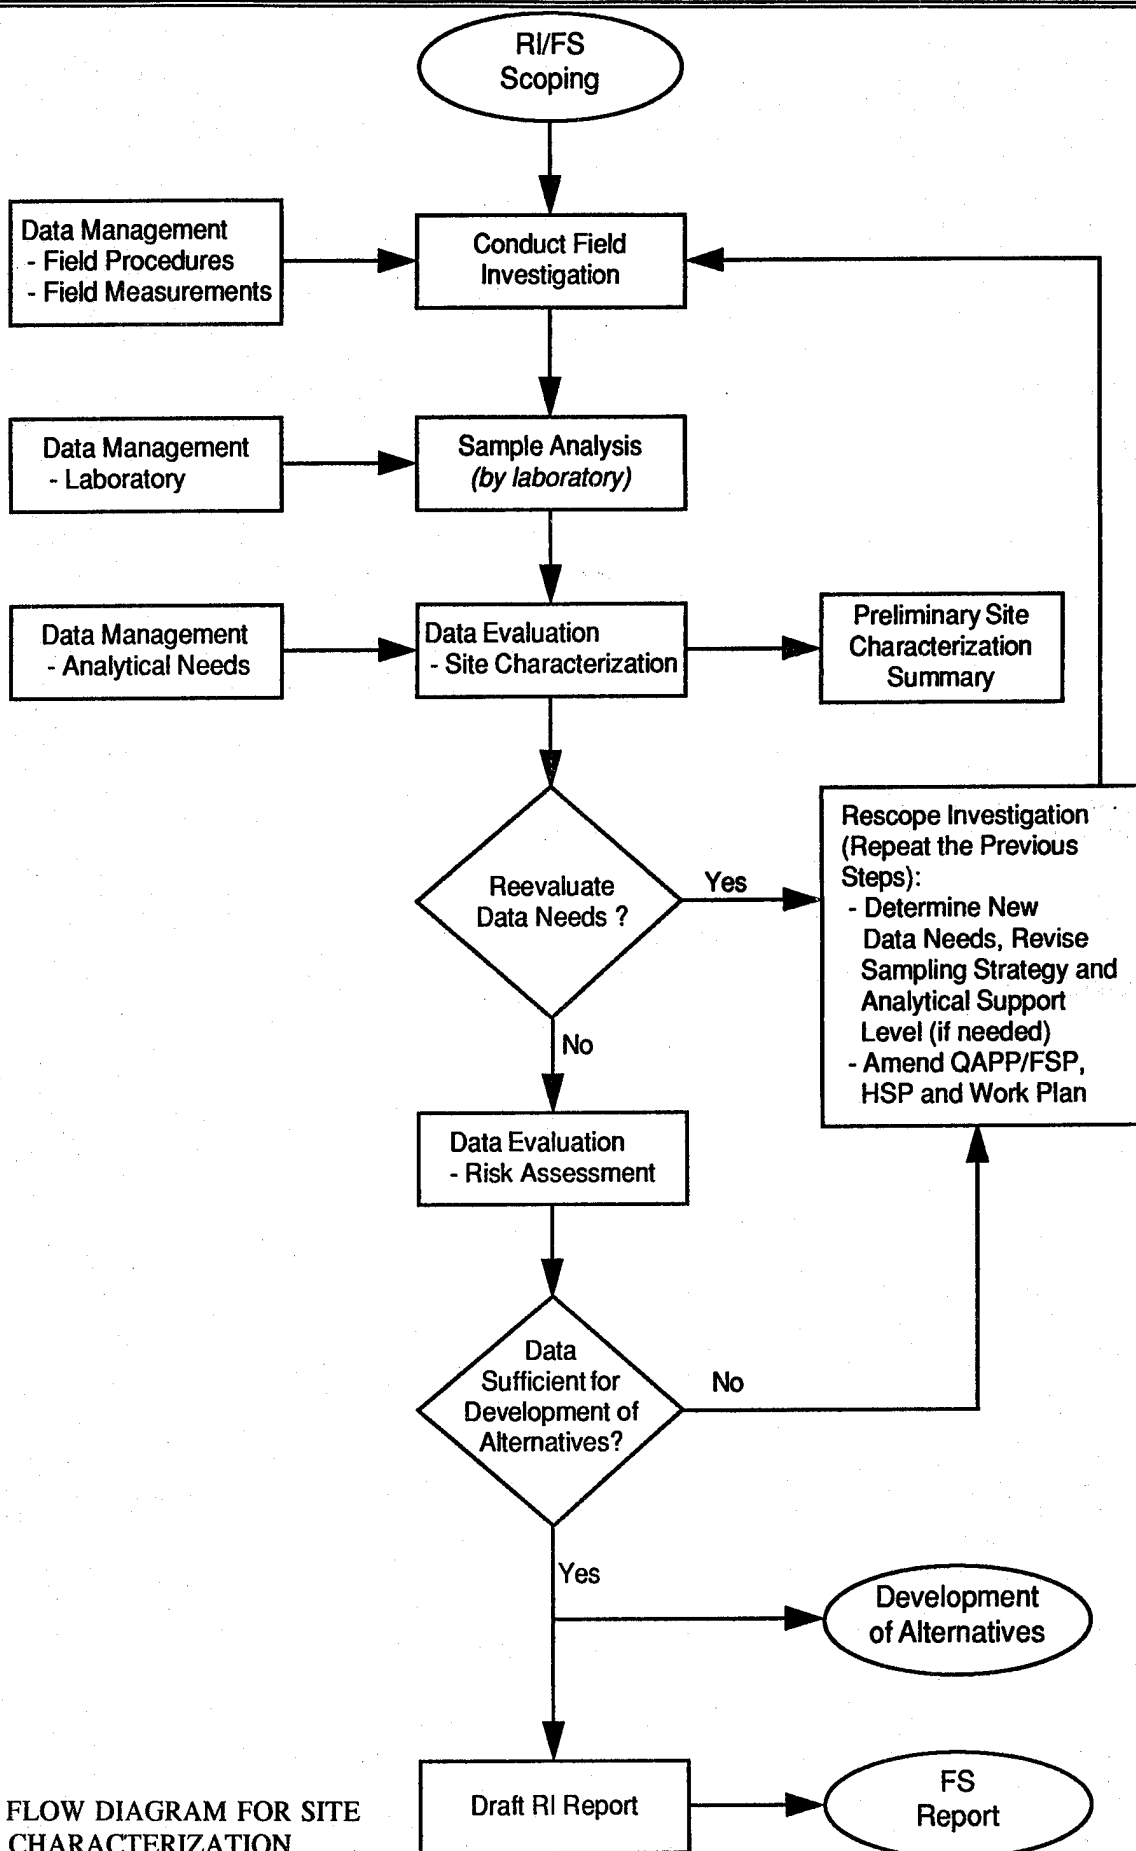 RI/FS
Scoping
Data Management
- Field Procedures
- Field Measurements
Conduct Field
Investigation
Data Management
- Laboratory
Sample Analysis
(by laboratory)
Data Management
- Analytical Needs
Data Evaluation
- Site Characterization
Preliminary Site
Characterization
Summary
Reevaluate
Data Needs ?
Yes
Rescope Investigation
(Repeat the Previous
Steps):
- Determine New
Data Needs, Revise
Sampling Strategy and
Analytical Support
Level (if needed)
- Amend QAPP/FSP,
HSP and Work Plan
No
Data Evaluation
- Risk Assessment
Data
Sufficient for
Development of
Alternatives?
No
Yes
Development
of Alternatives
Draft RI Report
FS
Report
FLOW DIAGRAM FOR SITE
CHARACTERIZATION